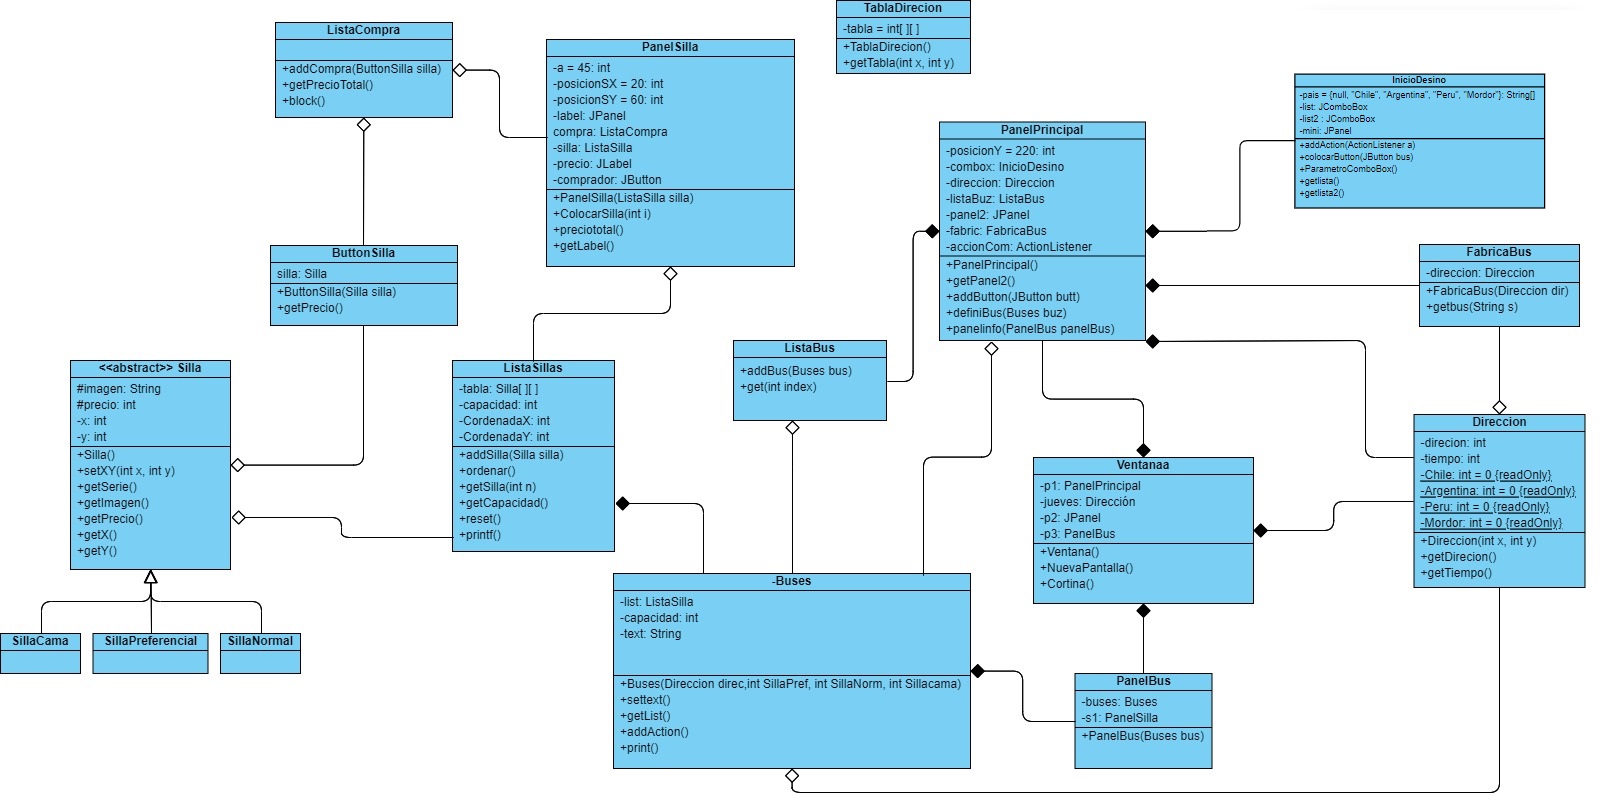 TablaDirecion
-tabla = int[ ][ ]
+TablaDirecion()
+getTabla(int x, int y)
ListaCompra
+addCompra(ButtonSilla silla)
+getPrecioTotal()
+block()
PanelSilla
-a = 45: int
-posicionSX = 20: int
-posicionSY = 60: int
-label: JPanel
compra: ListaCompra
-silla: ListaSilla
-precio: JLabel
-comprador: JButton
+PanelSilla(ListaSilla silla)
+ColocarSilla(int i)
+preciototal()
+getLabel()
InicioDesino
-pais = {null, "Chile", "Argentina", "Peru", "Mordor"}: String[]
-list: JComboBox
-list2 : JComboBox
-mini: JPanel
+addAction(ActionListener a)
+colocarButton(JButton bus)
+ParametroComboBox()
+getlista()
+getlista2()
PanelPrincipal
-posicionY = 220: int
-combox: InicioDesino
-direccion: Direccion
-listaBuz: ListaBus
-panel2: JPanel
-fabric: FabricaBus
-accionCom: ActionListener
+PanelPrincipal()
+getPanel2()
+addButton(JButton butt)
+definiBus(Buses buz)
+panelinfo(PanelBus panelBus)
ButtonSilla
silla: Silla
+ButtonSilla(Silla silla)
+getPrecio()
FabricaBus
-direccion: Direccion
+FabricaBus(Direccion dir)
+getbus(String s)
ListaBus
+addBus(Buses bus)
+get(int index)
<<abstract>> Silla
#imagen: String
#precio: int
-x: int
-y: int
+Silla()
+setXY(int x, int y)
+getSerie()
+getImagen()
+getPrecio()
+getX()
+getY()
ListaSillas
-tabla: Silla[ ][ ]
-capacidad: int
-CordenadaX: int
-CordenadaY: int
+addSilla(Silla silla)
+ordenar()
+getSilla(int n)
+getCapacidad()
+reset()
+printf()
Direccion
-direcion: int
-tiempo: int
-Chile: int = 0 {readOnly}
-Argentina: int = 0 {readOnly}
-Peru: int = 0 {readOnly}
-Mordor: int = 0 {readOnly}
+Direccion(int x, int y)
+getDirecion()
+getTiempo()
Ventanaa
-p1: PanelPrincipal
-jueves: Dirección
-p2: JPanel
-p3: PanelBus
+Ventana()
+NuevaPantalla()
+Cortina()
-Buses
-list: ListaSilla
-capacidad: int
-text: String
+Buses(Direccion direc,int SillaPref, int SillaNorm, int Sillacama)
+settext()
+getList()
+addAction()
+print()
SillaCama
SillaPreferencial
SillaNormal
PanelBus
-buses: Buses
-s1: PanelSilla
+PanelBus(Buses bus)